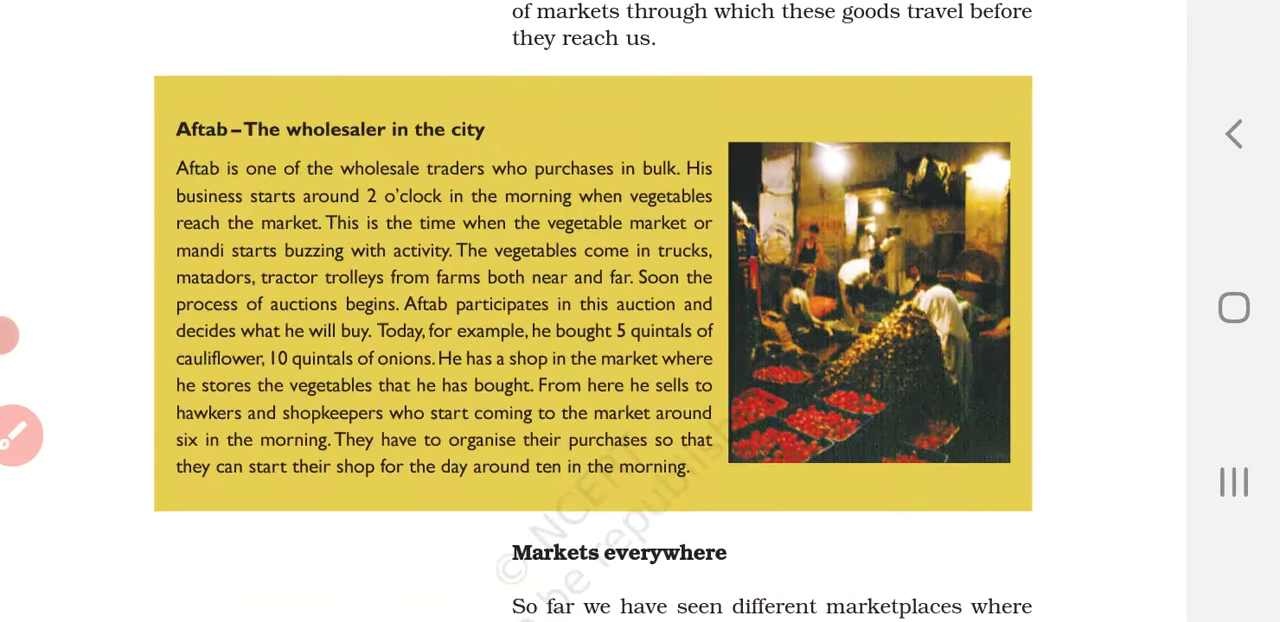 of markets through which these goods travel before
they reach us.
Aftab – The wholesaler in the city
Aftab is one of the wholesale traders who purchases in bulk. His
business starts around 2 o’clock in the morning when vegetables
reach the market. This is the time when the vegetable market or
mandi starts buzzing with activity. The vegetables come in trucks,
matadors, tractor trolleys from farms both near and far. Soon the
process of auctions begins. Aftab participates in this auction and
decides what he will buy. Today, for example, he bought 5 quintals of
cauliflower, 10 quintals of onions. He has a shop in the market where
he stores the vegetables that he has bought. From here he sells to
hawkers and shopkeepers who start coming to the market around
six in the morning. They have to organise their purchases so that
they can start their shop for the day around ten in the morning.
© NCERT
be republish
Markets everywhere
So far we have seen different marketplaces where